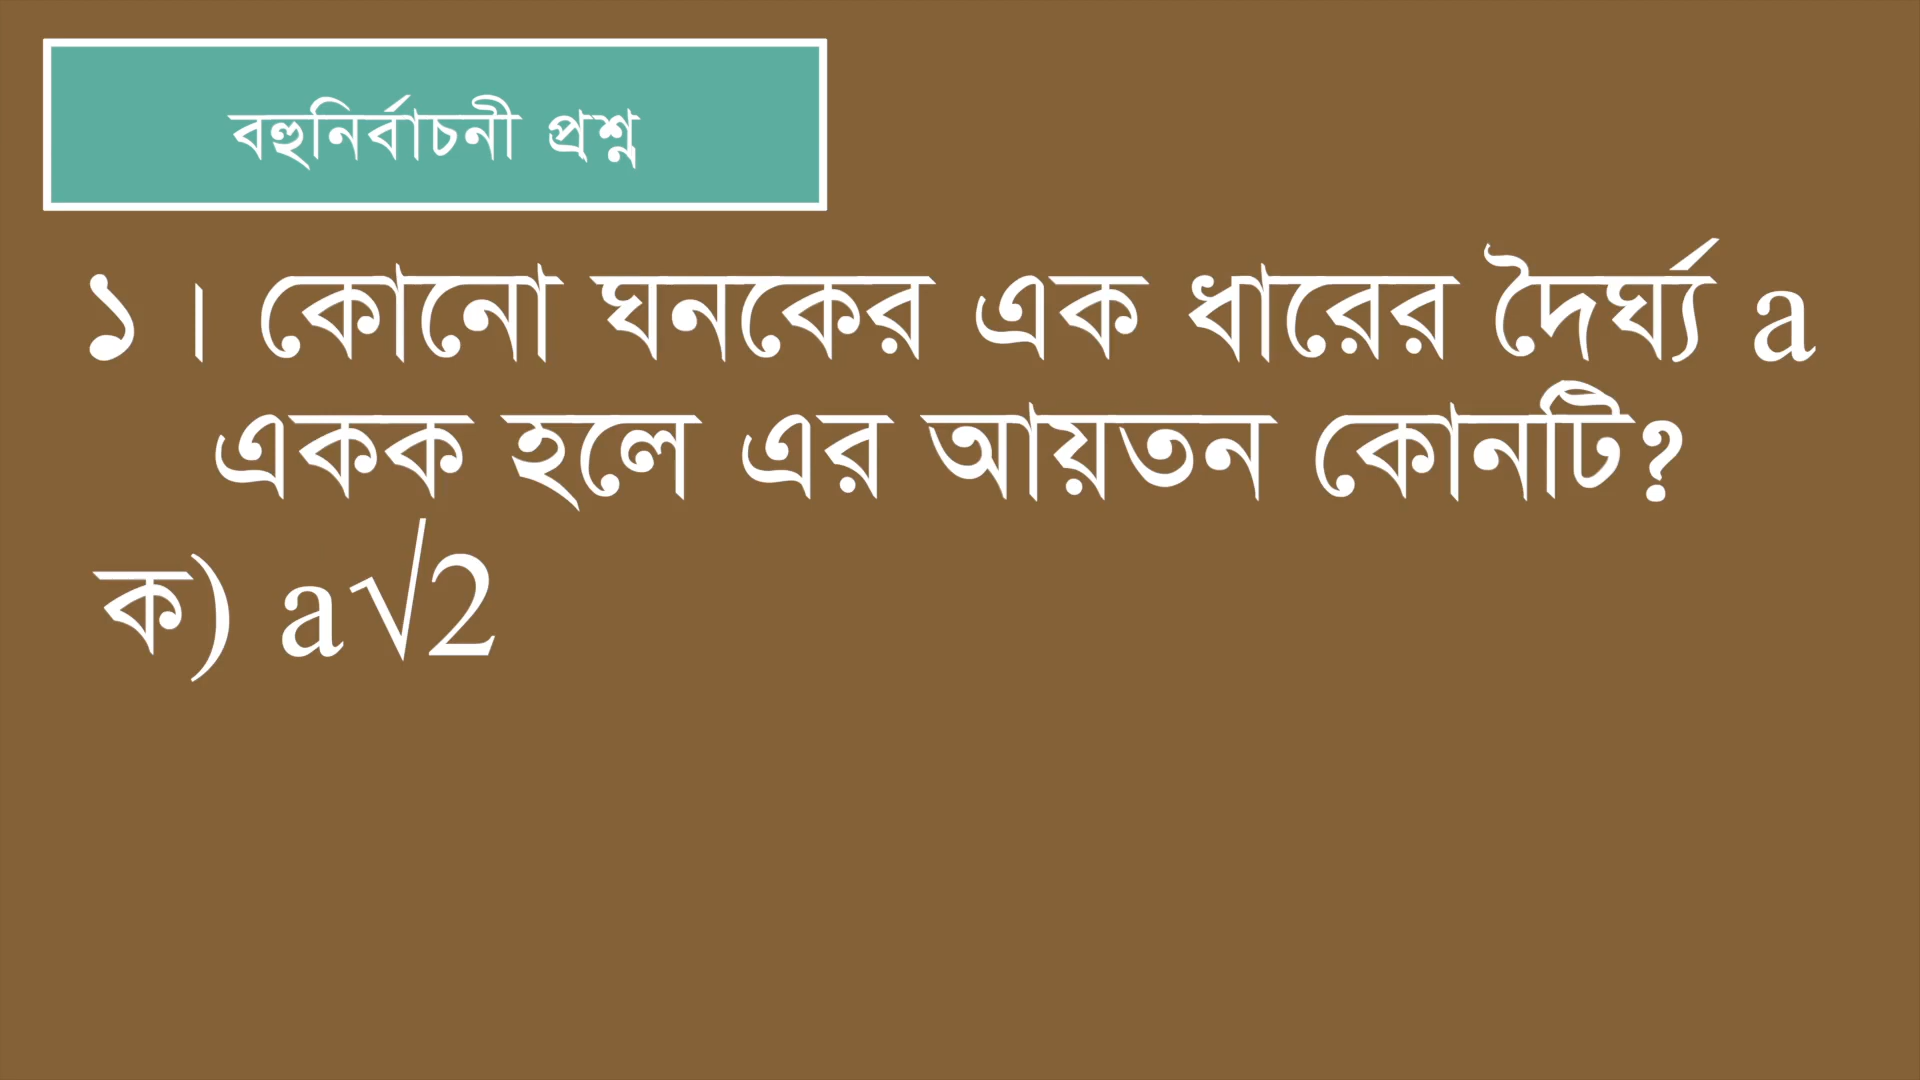 বহুনির্বাচনী প্রশ্ন
১। কোনো ঘনকের এক ধারের দৈর্ঘ্য a
একক হলে এর আয়তন কোনটি?
ক) a√2